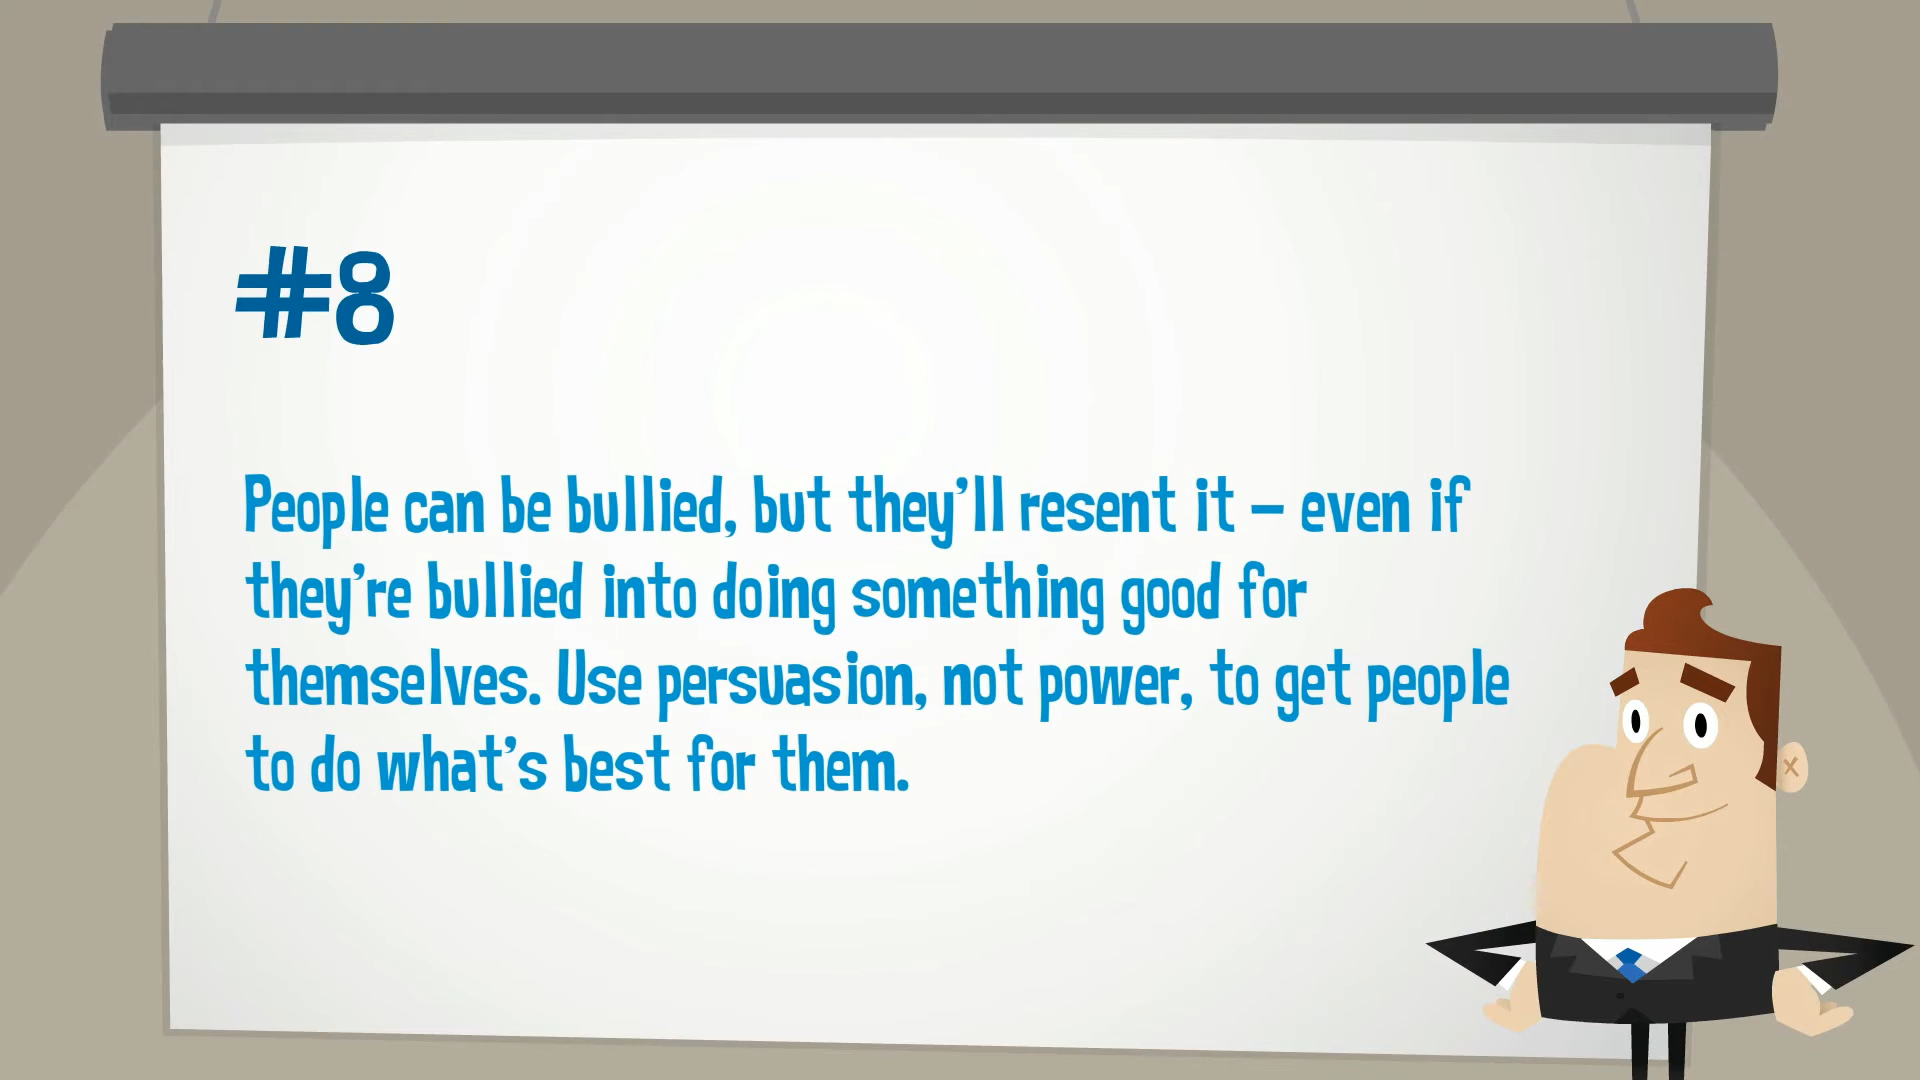 #8
People can be bullied, but they’ll resent it – even if
they’re bullied into doing something good for
themselves. Use persuasion, not power, to get people
to do what’s best for them.